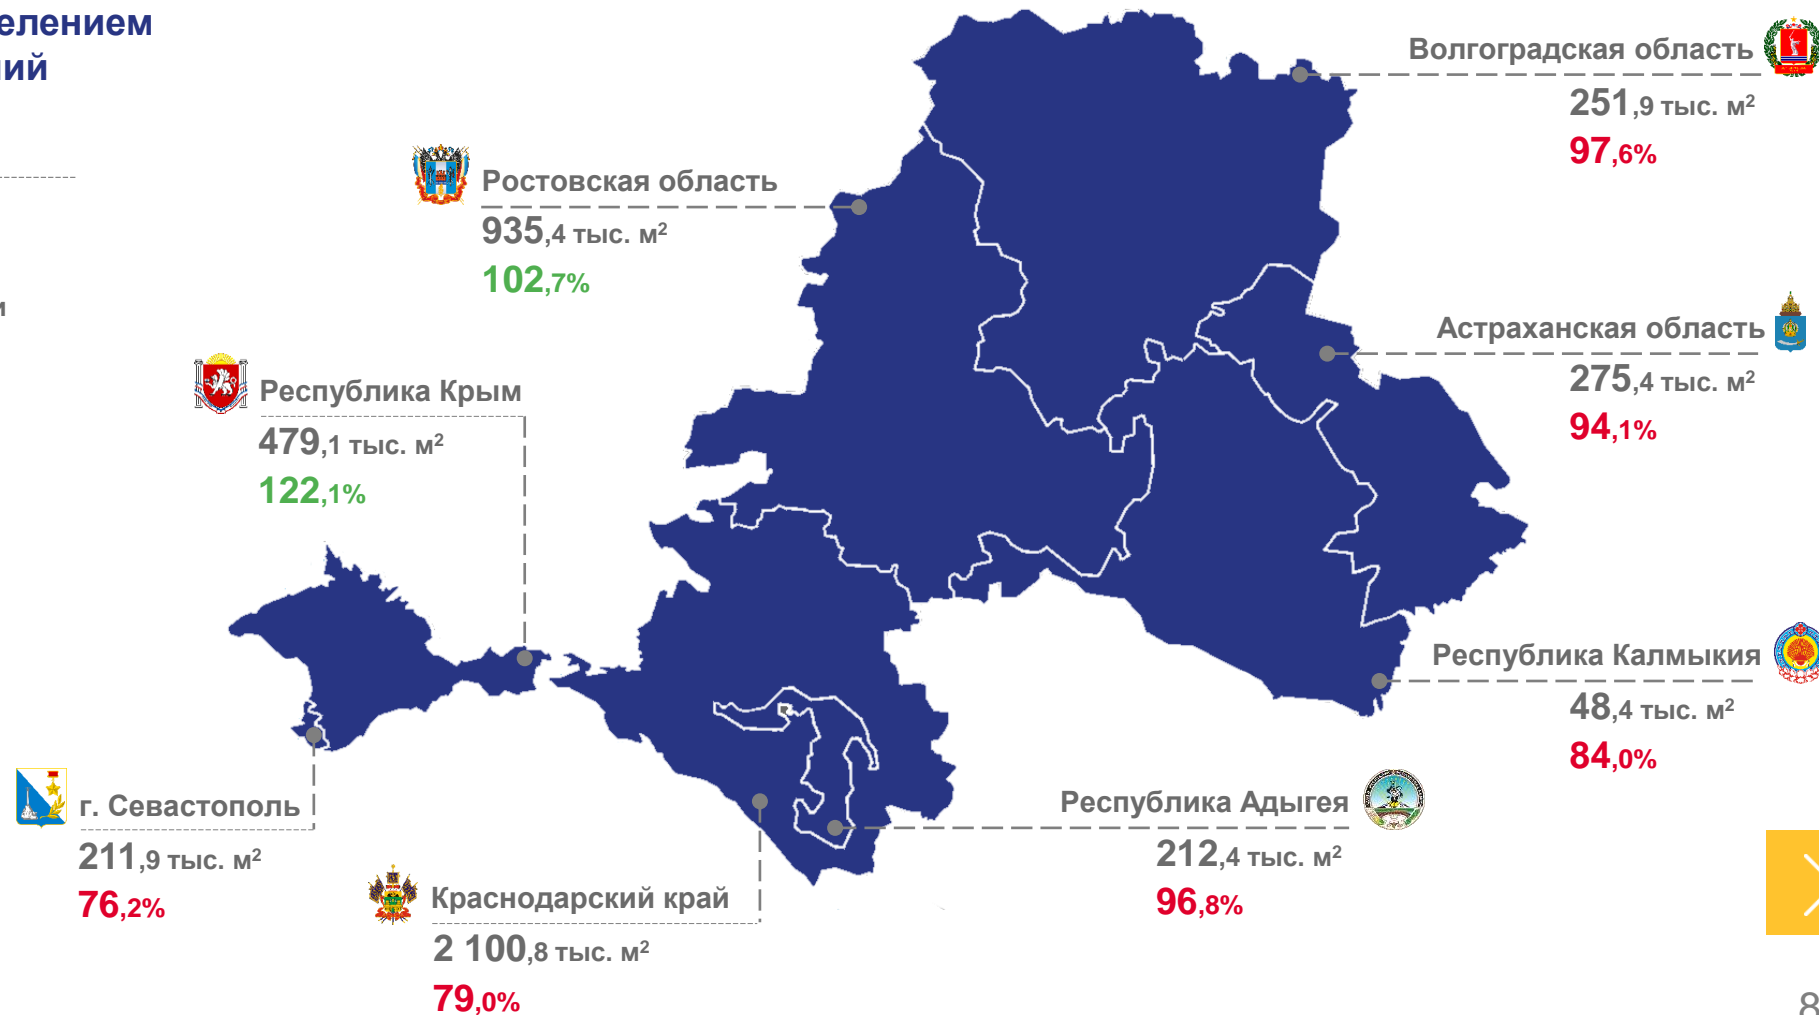 елением
ий
и
Волгоградская область
251,9 тыс. м²
97,6%
Ростовская область
935,4 тыс. м²
102,7%
Астраханская область
275,4 тыс. м²
94,1%
Республика Крым
479,1 тыс. м²
122,1%
Республика Калмыкия
48,4 тыс. м²
84,0%
г. Севастополь
211,9 тыс. м²
76,2%
Республика Адыгея
212,4 тыс. м²
96,8%
Краснодарский край
2 100,8 тыс. м²
79,0%
8